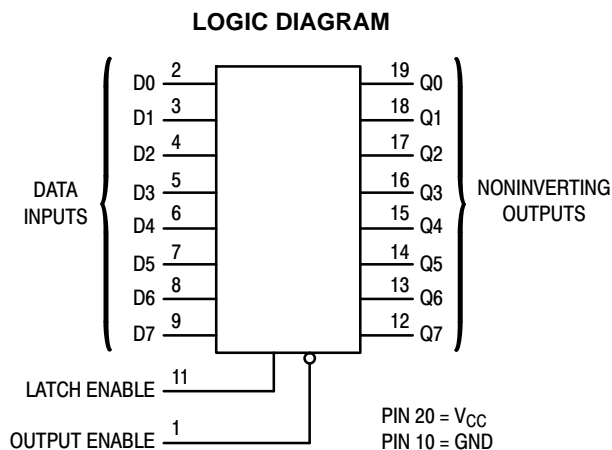 LOGIC DIAGRAM
D0 2 19 Q0
D1 3 18 Q1
D2 4 17 Q2
D3 5 16 Q3
D4 6 15 Q4
D5 7 14 Q5
D6 8 13 Q6
D7 9 12 Q7
DATA
INPUTS
NONINVERTING
OUTPUTS
LATCH ENABLE 11
OUTPUT ENABLE 1
PIN 20 = VCC
PIN 10 = GND